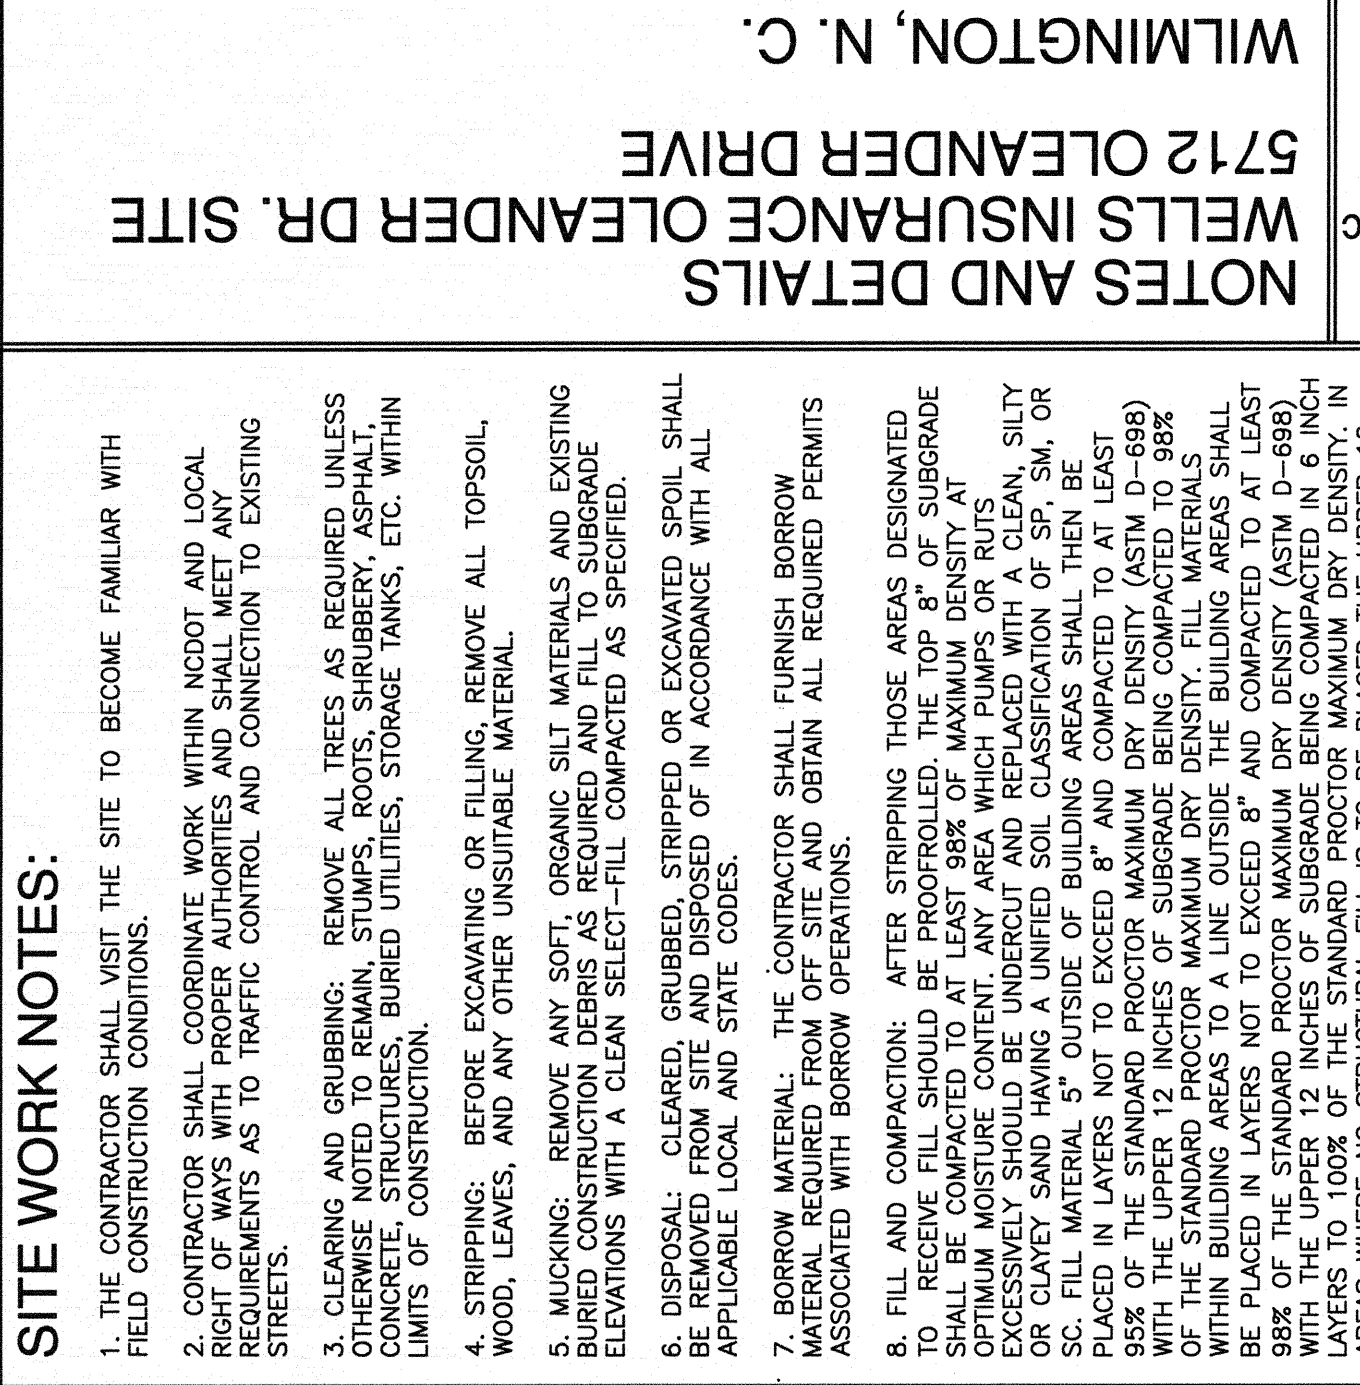 SITE WORK NOTES:
1. THE CONTRACTOR SHALL VISIT THE SITE TO BECOME FAMILIAR WITH
FIELD CONSTRUCTION CONDITIONS.
2. CONTRACTOR SHALL COORDINATE WORK WITHIN NCDOT AND LOCAL
RIGHT OF WAYS WITH PROPER AUTHORITIES AND SHALL MEET ANY
REQUIREMENTS AS TO TRAFFIC CONTROL AND CONNECTION TO EXISTING
STREETS.
3. CLEARING AND GRUBBING: REMOVE ALL TREES AS REQUIRED UNLESS
OTHERWISE NOTED TO REMAIN, STUMPS, ROOTS, SHRUBBERY, ASPHALT,
CONCRETE, STRUCTURES, BURIED UTILITIES, STORAGE TANKS, ETC. WITHIN
LIMITS OF CONSTRUCTION.
4. STRIPPING: BEFORE EXCAVATING OR FILLING, REMOVE ALL TOPSOIL,
WOOD, LEAVES, AND ANY OTHER UNSUITABLE MATERIAL.
5. MUCKING: REMOVE ANY SOFT, ORGANIC SILT MATERIALS AND EXISTING
BURIED CONSTRUCTION DEBRIS AS REQUIRED AND FILL TO SUBGRADE
ELEVATIONS WITH A CLEAN SELECT-FILL COMPACTED AS SPECIFIED.
6. DISPOSAL: CLEARED, GRUBBED, STRIPPED OR EXCAVATED SPOIL SHALL
BE REMOVED FROM SITE AND DISPOSED OF IN ACCORDANCE WITH ALL
APPLICABLE LOCAL AND STATE CODES.
7. BORROW MATERIAL: THE CONTRACTOR SHALL FURNISH BORROW
MATERIAL REQUIRED FROM OFF SITE AND OBTAIN ALL REQUIRED PERMITS
ASSOCIATED WITH BORROW OPERATIONS.
8. FILL AND COMPACTION: AFTER STRIPPING THOSE AREAS DESIGNATED
TO RECEIVE FILL SHOULD BE PROOFROLLED. THE TOP 8" OF SUBGRADE
SHALL BE COMPACTED TO AT LEAST 98% OF MAXIMUM DENSITY AT
OPTIMUM MOISTURE CONTENT. ANY AREA WHICH PUMPS OR RUTS
EXCESSIVELY SHOULD BE UNDERCUT AND REPLACED WITH A CLEAN, SILTY
OR CLAYEY SAND HAVING A UNIFIED SOIL CLASSIFICATION OF SP, SM, OR
SC. FILL MATERIAL 5" OUTSIDE OF BUILDING AREAS SHALL THEN BE
PLACED IN LAYERS NOT TO EXCEED 8" AND COMPACTED TO AT LEAST
95% OF THE STANDARD PROCTOR MAXIMUM DRY DENSITY (ASTM D-698)
WITH THE UPPER 12 INCHES OF SUBGRADE BEING COMPACTED TO 98%
OF THE STANDARD PROCTOR MAXIMUM DRY DENSITY. FILL MATERIALS
WITHIN BUILDING AREAS TO A LINE OUTSIDE THE BUILDING AREAS SHALL
BE PLACED IN LAYERS NOT TO EXCEED 8" AND COMPACTED TO AT LEAST
98% OF THE STANDARD PROCTOR MAXIMUM DRY DENSITY (ASTM D-698)
WITH THE UPPER 12 INCHES OF SUBGRADE BEING COMPACTED IN 6 INCH
LAYERS TO 100% OF THE STANDARD PROCTOR MAXIMUM DRY DENSITY. IN
NOTES AND DETAILS
WELLS INSURANCE OLEANDER DR. SITE
5712 OLEANDER DRIVE
WILMINGTON, N. C.